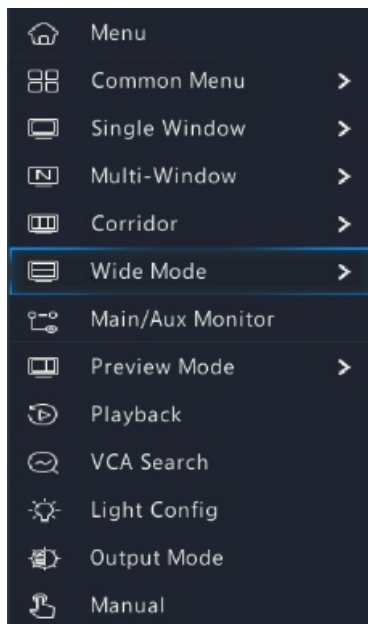 Menu
Common Menu
Single Window
Multi-Window
Corridor
Wide Mode
Main/Aux Monitor
Preview Mode
Playback
VCA Search
Light Config
Output Mode
Manual